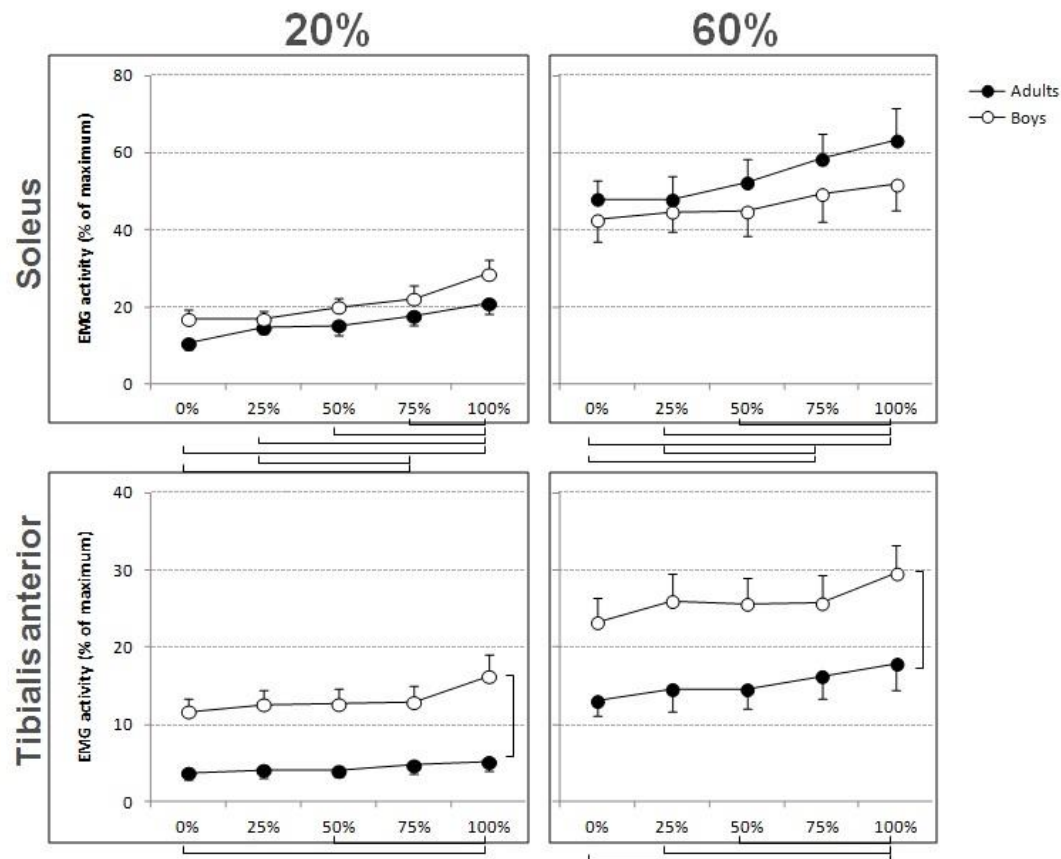 20%
60%
Soleus
EMG activity (% of maximum)
80
60
40
20
0
0% 25% 50% 75% 100%
0% 25% 50% 75% 100%
Adults
Boys
Tibialis anterior
EMG activity (% of maximum)
40
30
20
10
0
0% 25% 50% 75% 100%
0% 25% 50% 75% 100%